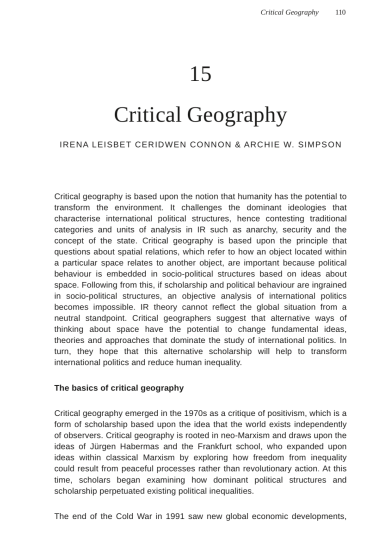 Critical Geography 110
15
Critical Geography
IRENA LEISBET CERIDWEN CONNON & ARCHIE W. SIMPSON
Critical geography is based upon the notion that humanity has the potential to
transform the environment. It challenges the dominant ideologies that
characterise international political structures, hence contesting traditional
categories and units of analysis in IR such as anarchy, security and the
concept of the state. Critical geography is based upon the principle that
questions about spatial relations, which refer to how an object located within
a particular space relates to another object, are important because political
behaviour is embedded in socio-political structures based on ideas about
space. Following from this, if scholarship and political behaviour are ingrained
in socio-political structures, an objective analysis of international politics
becomes impossible. IR theory cannot reflect the global situation from a
neutral standpoint. Critical geographers suggest that alternative ways of
thinking about space have the potential to change fundamental ideas,
theories and approaches that dominate the study of international politics. In
turn, they hope that this alternative scholarship will help to transform
international politics and reduce human inequality.
The basics of critical geography
Critical geography emerged in the 1970s as a critique of positivism, which is a
form of scholarship based upon the idea that the world exists independently
of observers. Critical geography is rooted in neo-Marxism and draws upon the
ideas of Jürgen Habermas and the Frankfurt school, who expanded upon
ideas within classical Marxism by exploring how freedom from inequality
could result from peaceful processes rather than revolutionary action. At this
time, scholars began examining how dominant political structures and
scholarship perpetuated existing political inequalities.
The end of the Cold War in 1991 saw new global economic developments,